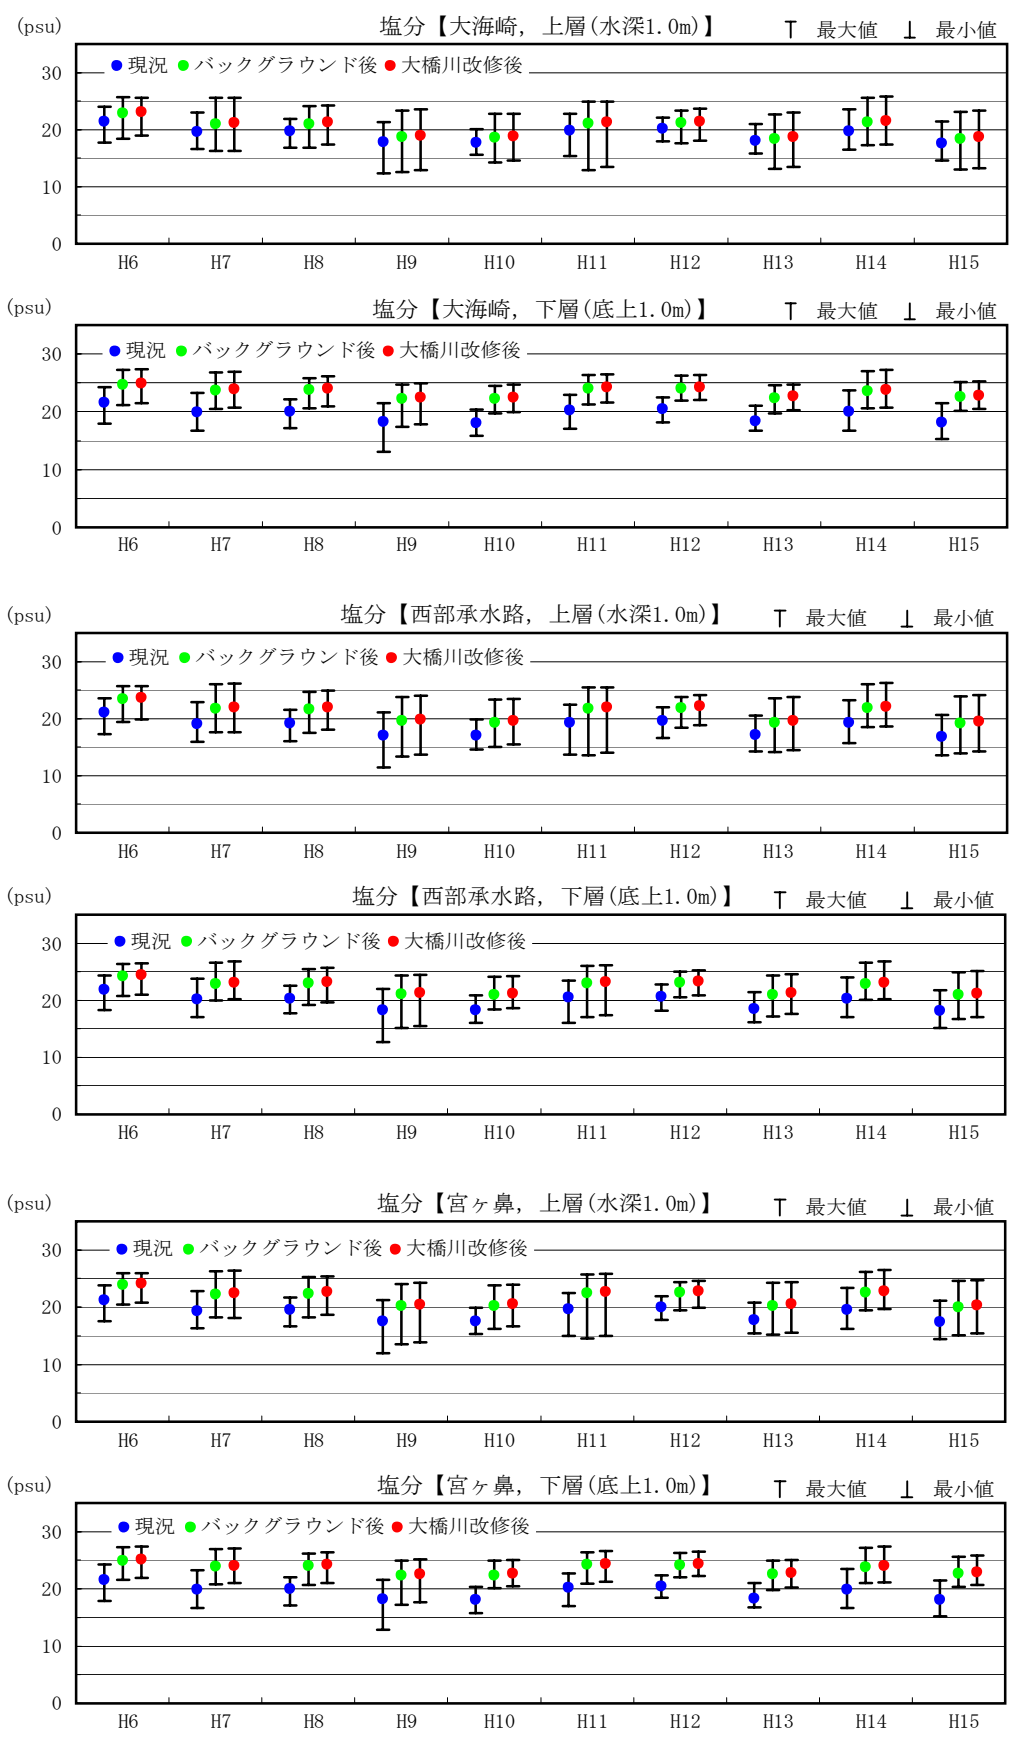 (psu) 塩分【大海崎, 上層(水深1.0m)】 最大値 最小値
30 現況 バックグラウンド後 大橋川改修後
20
10
0
H6 H7 H8 H9 H10 H11 H12 H13 H14 H15
(psu) 塩分【大海崎, 下層(底上1.0m)】 最大値 最小値
30 現況 バックグラウンド後 大橋川改修後
20
10
0
H6 H7 H8 H9 H10 H11 H12 H13 H14 H15
(psu) 塩分【西部承水路, 上層(水深1.0m)】 最大値 最小値
30 現況 バックグラウンド後 大橋川改修後
20
10
0
H6 H7 H8 H9 H10 H11 H12 H13 H14 H15
(psu) 塩分【西部承水路, 下層(底上1.0m)】 最大値 最小値
30 現況 バックグラウンド後 大橋川改修後
20
10
0
H6 H7 H8 H9 H10 H11 H12 H13 H14 H15
(psu) 塩分【宮ヶ鼻, 上層(水深1.0m)】 最大値 最小値
30 現況 バックグラウンド後 大橋川改修後
20
10
0
H6 H7 H8 H9 H10 H11 H12 H13 H14 H15
(psu) 塩分【宮ヶ鼻, 下層(底上1.0m)】 最大値 最小値
30 現況 バックグラウンド後 大橋川改修後
20
10
0
H6 H7 H8 H9 H10 H11 H12 H13 H14 H15